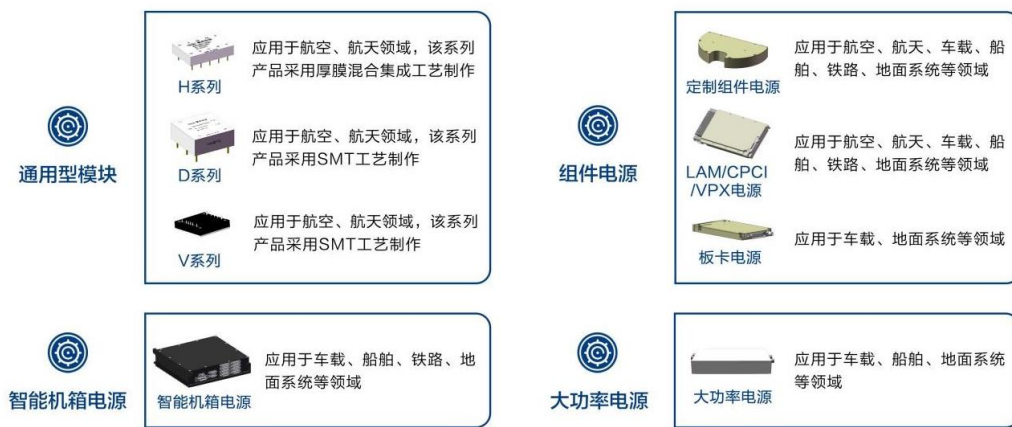 通用型模块
H系列
应用于航空、航天领域，该系列
产品采用厚膜混合集成工艺制作
D系列
应用于航空、航天领域，该系列
产品采用SMT工艺制作
V系列
应用于航空、航天领域，该系列
产品采用SMT工艺制作
组件电源
定制组件电源
应用于航空、航天、车载、船
舶、铁路、地面系统等领域
LAM/CPCI
/VPX电源
应用于航空、航天、车载、船
舶、铁路、地面系统等领域
板卡电源
应用于车载、地面系统等领域
智能机箱电源
智能机箱电源
应用于车载、船舶、铁路、地
面系统等领域
大功率电源
大功率电源
应用于车载、船舶、地面系统
等领域